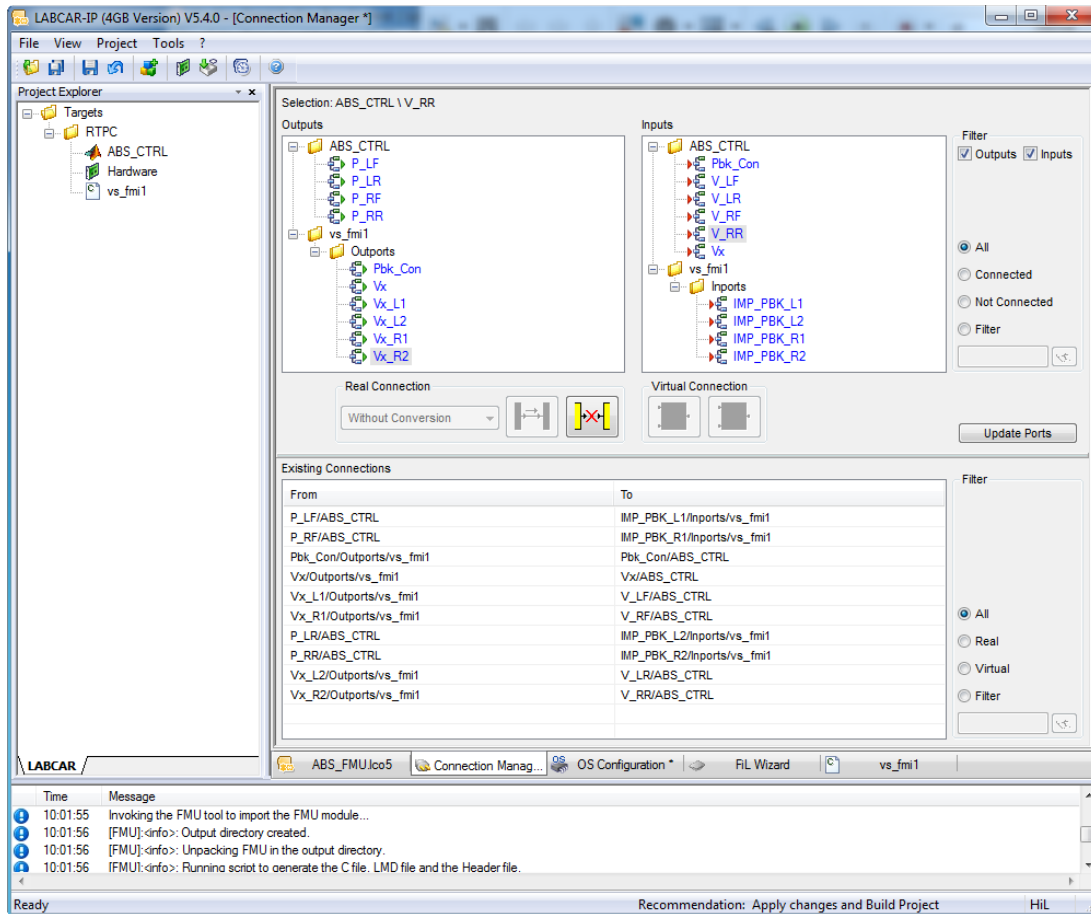 LABCAR-IP (4GB Version) V5.4.0 - [Connection Manager *]
File View Project Tools ?
Project Explorer
Targets
RTPC
ABS_CTRL
Hardware
vs_fmi1
LABCAR
Selection: ABS_CTRL \ V_RR
Outputs
ABS_CTRL
P_LF
P_LR
P_RF
P_RR
vs_fmi1
Outports
Pbk_Con
Vx
Vx_L1
Vx_L2
Vx_R1
Vx_R2
Inputs
ABS_CTRL
Pbk_Con
V_LF
V_LR
V_RF
V_RR
Vx
vs_fmi1
Inports
IMP_PBK_L1
IMP_PBK_L2
IMP_PBK_R1
IMP_PBK_R2
Filter
Outputs Inputs
All
Connected
Not Connected
Filter
Real Connection
Without Conversion
Virtual Connection
Update Ports
Existing Connections
From To
P_LF/ABS_CTRL IMP_PBK_L1/Inports/vs_fmi1
P_RF/ABS_CTRL IMP_PBK_R1/Inports/vs_fmi1
Pbk_Con/Outports/vs_fmi1 Pbk_Con/ABS_CTRL
Vx/Outports/vs_fmi1 Vx/ABS_CTRL
Vx_L1/Outports/vs_fmi1 V_LF/ABS_CTRL
Vx_R1/Outports/vs_fmi1 V_RF/ABS_CTRL
P_LR/ABS_CTRL IMP_PBK_L2/Inports/vs_fmi1
P_RR/ABS_CTRL IMP_PBK_R2/Inports/vs_fmi1
Vx_L2/Outports/vs_fmi1 V_LR/ABS_CTRL
Vx_R2/Outports/vs_fmi1 V_RR/ABS_CTRL
Filter
All
Real
Virtual
Filter
ABS_FMU.lco5 Connection Manag... OS OS Configuration * FiL Wizard C vs_fmi1
Time Message
10:01:55 Invoking the FMU tool to import the FMU module...
10:01:56 [FMU]:<info>: Output directory created.
10:01:56 [FMU]:<info>: Unpacking FMU in the output directory.
10:01:56 [FMU]:<info>: Running script to generate the C file. LMD file and the Header file.
Ready Recommendation: Apply changes and Build Project HiL